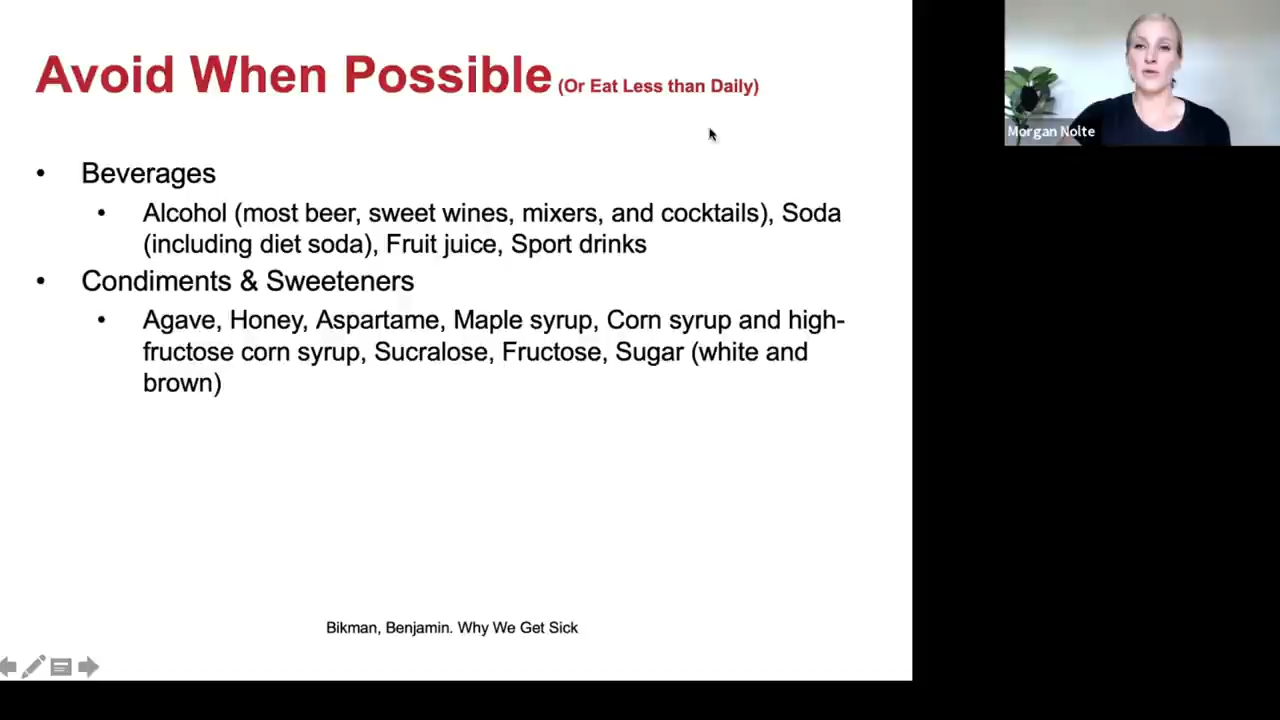 Avoid When Possible (Or Eat Less than Daily)
Morgan Nolte
• Beverages
• Alcohol (most beer, sweet wines, mixers, and cocktails), Soda
(including diet soda), Fruit juice, Sport drinks
• Condiments & Sweeteners
• Agave, Honey, Aspartame, Maple syrup, Corn syrup and high-
fructose corn syrup, Sucralose, Fructose, Sugar (white and
brown)
Bikman, Benjamin. Why We Get Sick